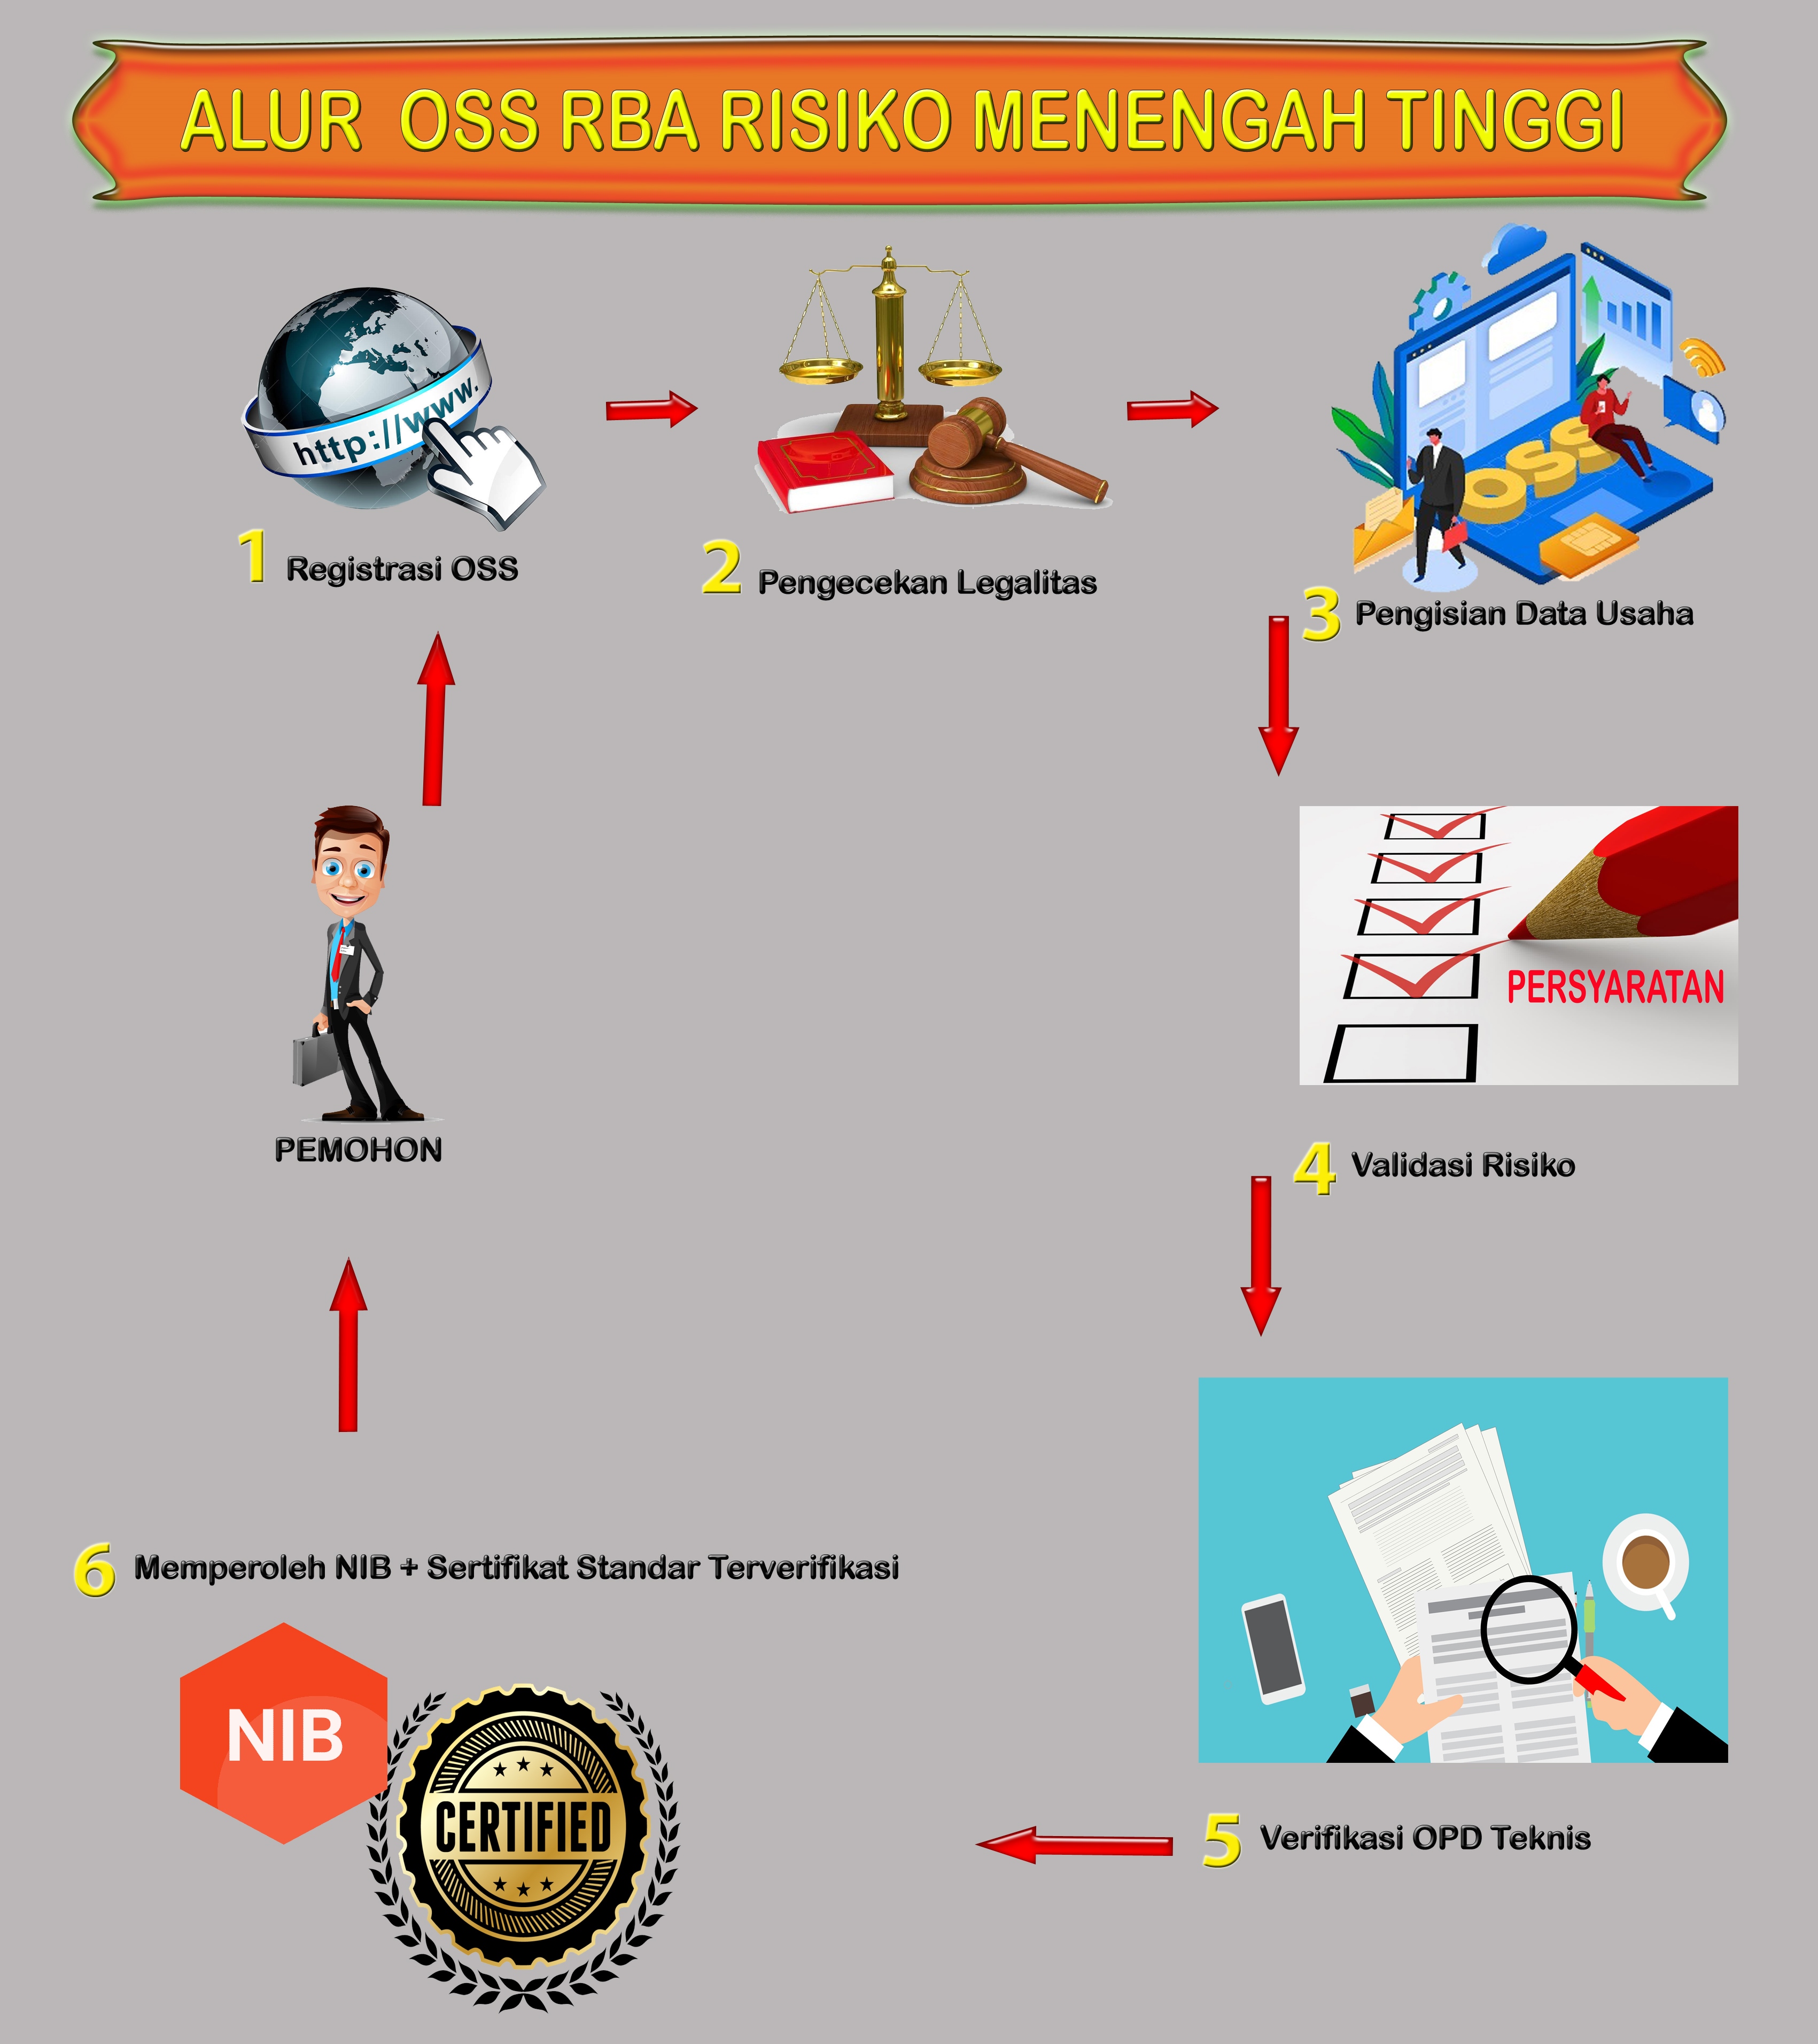 ALUR OSS RBA RISIKO MENENGAH TINGGI
http://www.
1 Registrasi OSS
2 Pengecekan Legalitas
OSS
3 Pengisian Data Usaha
PERSYARATAN
PEMOHON
4 Validasi Risiko
6 Memperoleh NIB + Sertifikat Standar Terverifikasi
NIB
CERTIFIED
5 Verifikasi OPD Teknis